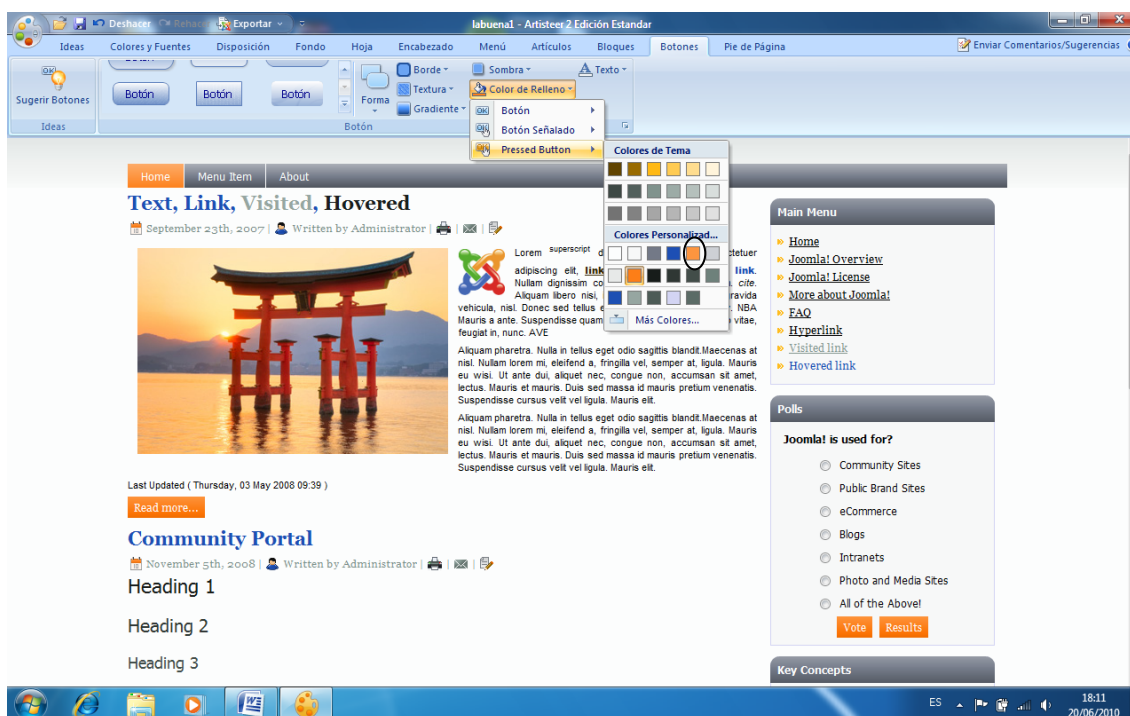 Deshacer Rehacer Exportar
labuena1 - Artisteer 2 Edición Estandar
Ideas Colores y Fuentes Disposición Fondo Hoja Encabezado Menú Artículos Bloques Botones Pie de Página Enviar Comentarios/Sugerencias
Sugerir Botones
Botón Botón Botón
Forma
Borde
Textura
Gradiente
Sombra
Color de Relleno
Texto
Ideas
Botón
Botón
Botón Señalado
Pressed Button
Colores de Tema
Colores Personalizad...
Más Colores...
Home Menu Item About
Text, Link, Visited, Hovered
September 23th, 2007 | Written by Administrator | | |
Lorem superscript
adipiscing elit, link link.
Nullam dignissim cite.
Aliquam libero nisi,
vehicula, nisl. Donec sed tellus NBA
Mauris a ante. Suspendisse quam vitae,
feugiat in, nunc. AVE
Aliquam pharetra. Nulla in tellus eget odio sagittis blandit.Maecenas at
nisl. Nullam lorem mi, eleifend a, fringilla vel, semper at, ligula. Mauris
eu wisi. Ut ante dui, aliquet nec, congue non, accumsan sit amet,
lectus. Mauris et mauris. Duis sed massa id mauris pretium venenatis.
Suspendisse cursus velit vel ligula. Mauris elit.
Aliquam pharetra. Nulla in tellus eget odio sagittis blandit.Maecenas at
nisl. Nullam lorem mi, eleifend a, fringilla vel, semper at, ligula. Mauris
eu wisi. Ut ante dui, aliquet nec, congue non, accumsan sit amet,
lectus. Mauris et mauris. Duis sed massa id mauris pretium venenatis.
Suspendisse cursus velit vel ligula. Mauris elit.
Last Updated ( Thursday, 03 May 2008 09:39 )
Read more...
Community Portal
November 5th, 2008 | Written by Administrator | | |
Heading 1
Heading 2
Heading 3
Main Menu
Home
Joomla! Overview
Joomla! License
More about Joomla!
FAQ
Hyperlink
Visited link
Hovered link
Polls
Joomla! is used for?
Community Sites
Public Brand Sites
eCommerce
Blogs
Intranets
Photo and Media Sites
All of the Above!
Vote Results
Key Concepts
ES
18:11
20/06/2010